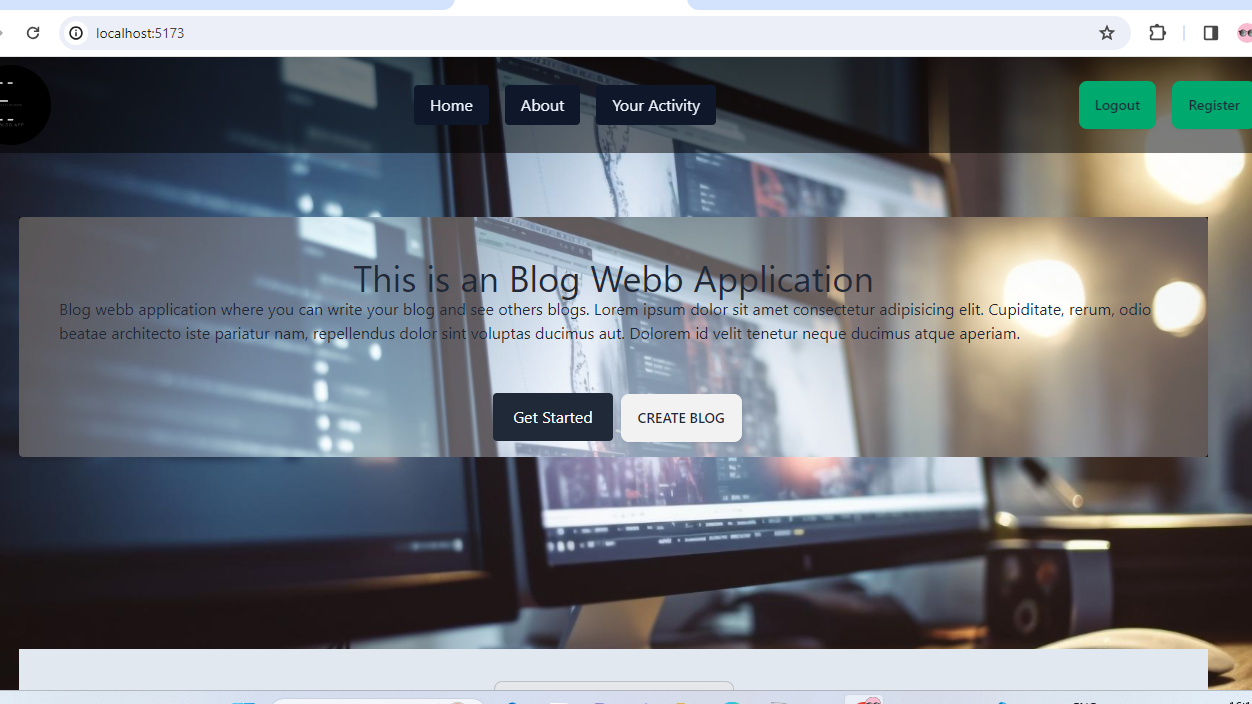 localhost:5173
Home About Your Activity Logout Register
This is an Blog Webb Application
Blog webb application where you can write your blog and see others blogs. Lorem ipsum dolor sit amet consectetur adipisicing elit. Cupiditate, rerum, odio
beatae architecto iste pariatur nam, repellendus dolor sint voluptas ducimus aut. Dolorem id velit tenetur neque ducimus atque aperiam.
Get Started CREATE BLOG